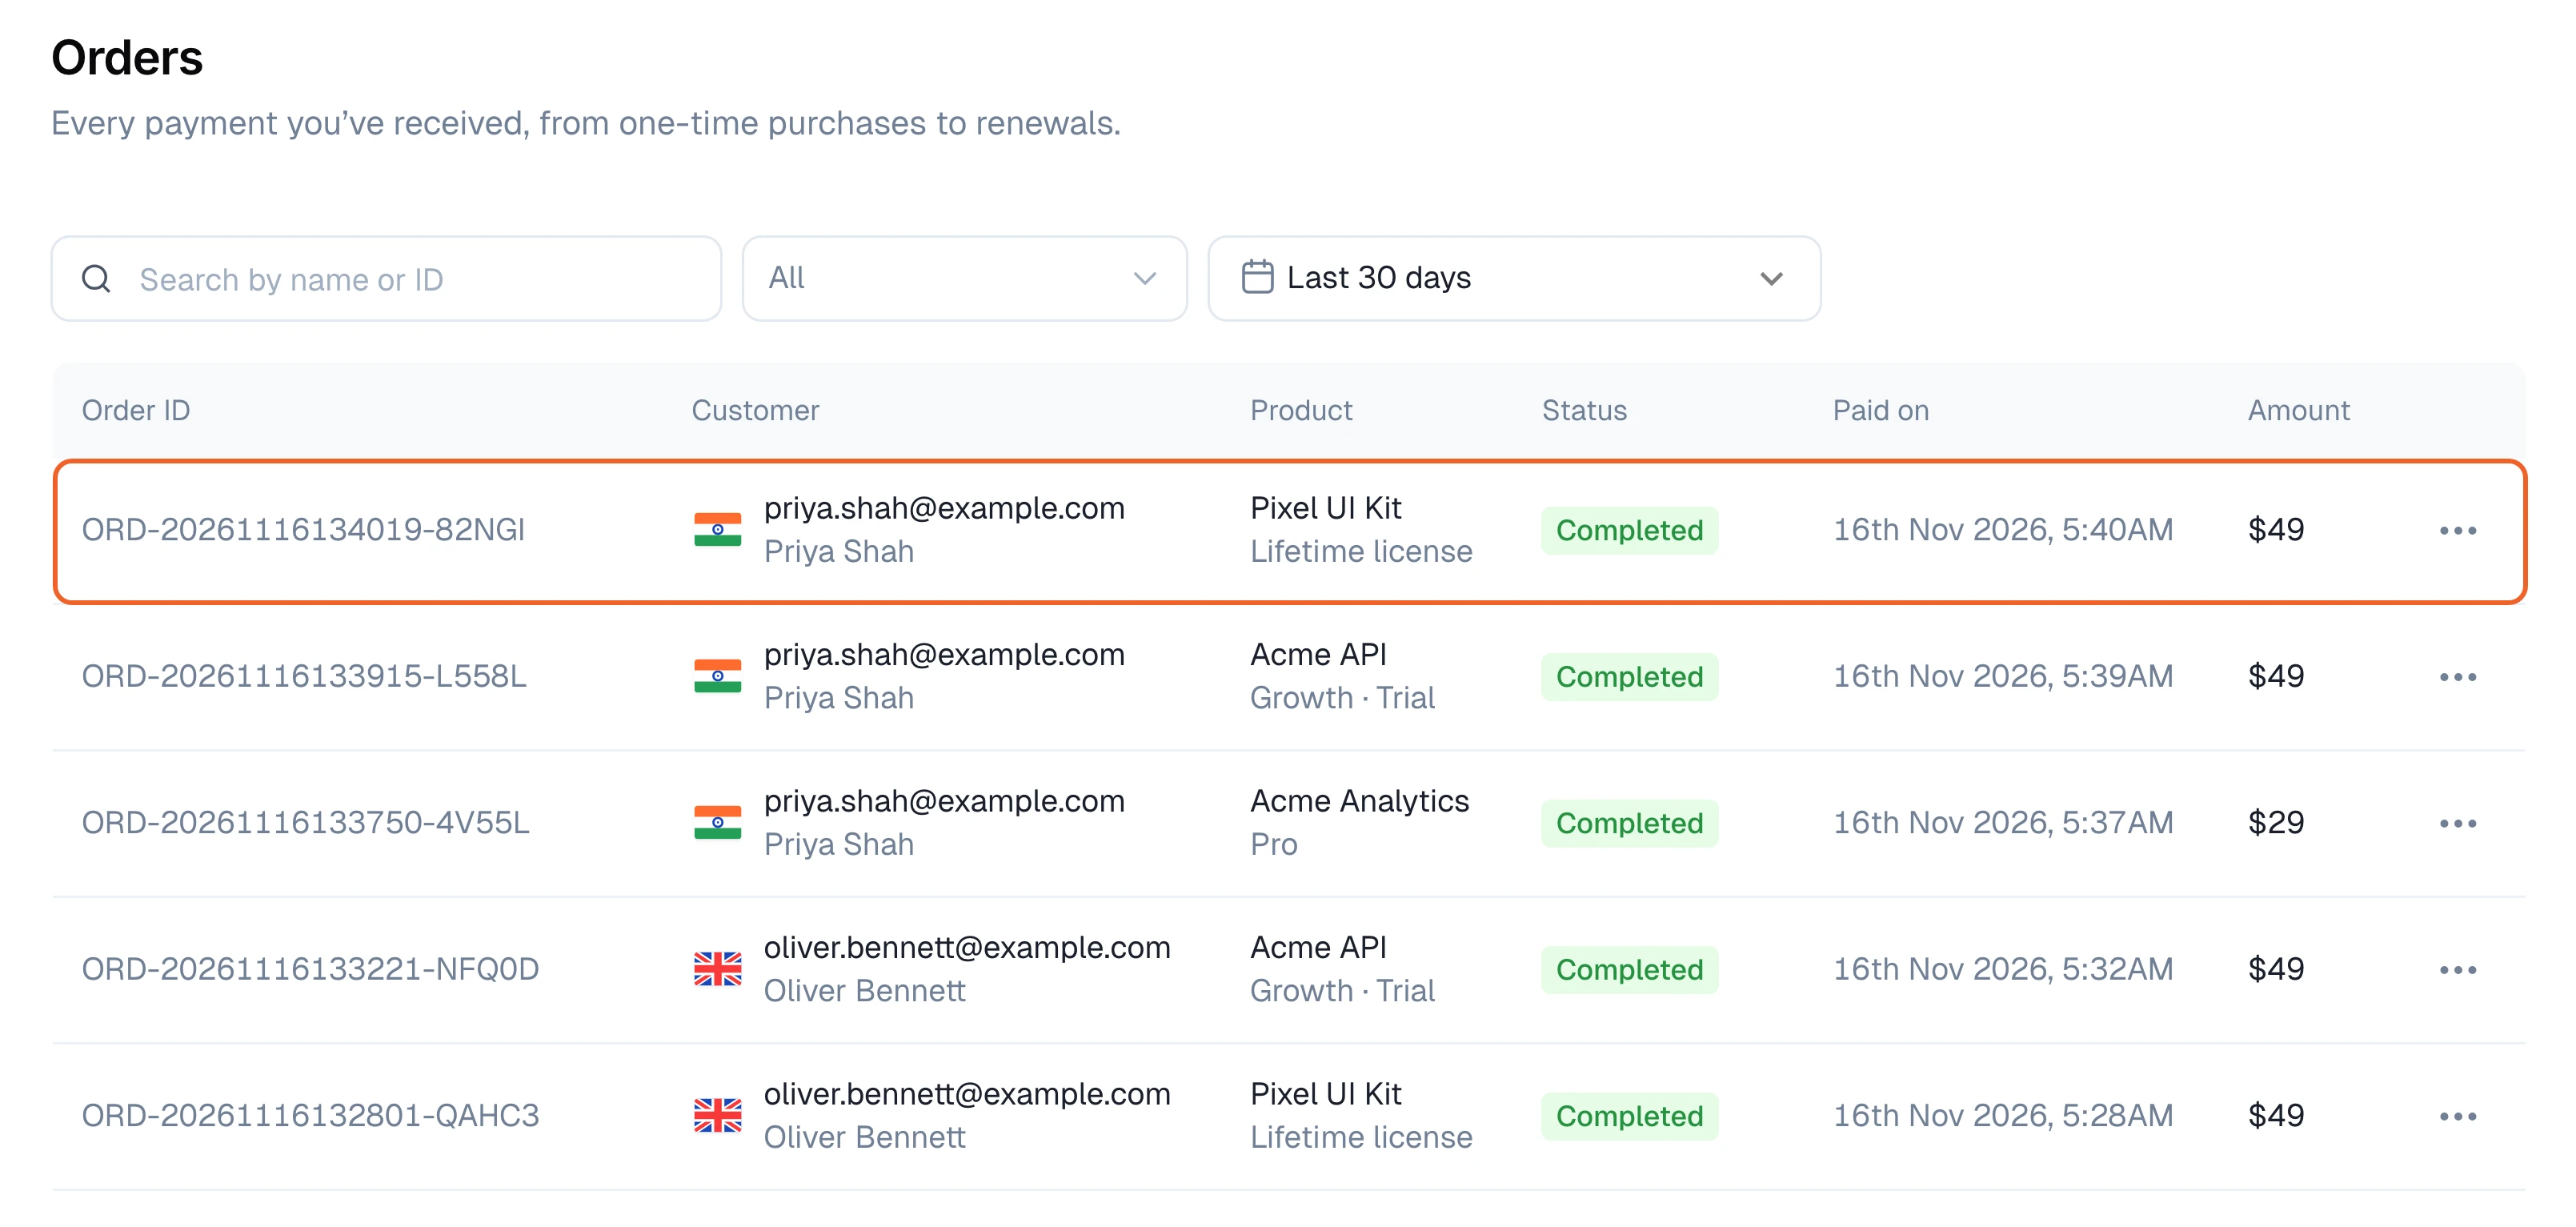 Orders
Every payment you’ve received, from one-time purchases to renewals.
Search by name or ID
All
Last 30 days
Order ID Customer Product Status Paid on Amount
ORD-20261116134019-82NGI priya.shah@example.com Pixel UI Kit Completed 16th Nov 2026, 5:40AM $49
Priya Shah Lifetime license
ORD-20261116133915-L558L priya.shah@example.com Acme API Completed 16th Nov 2026, 5:39AM $49
Priya Shah Growth · Trial
ORD-20261116133750-4V55L priya.shah@example.com Acme Analytics Completed 16th Nov 2026, 5:37AM $29
Priya Shah Pro
ORD-20261116133221-NFQ0D oliver.bennett@example.com Acme API Completed 16th Nov 2026, 5:32AM $49
Oliver Bennett Growth · Trial
ORD-20261116132801-QAHC3 oliver.bennett@example.com Pixel UI Kit Completed 16th Nov 2026, 5:28AM $49
Oliver Bennett Lifetime license